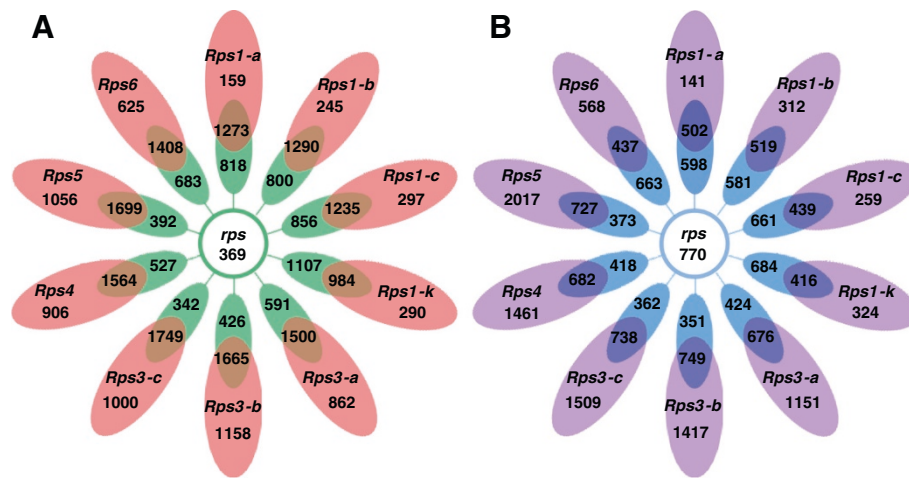 A
Rps1-a
159
1273
818
Rps1-b
245
1290
800
Rps1-c
297
1235
856
Rps1-k
290
984
1107
Rps3-a
862
1500
591
Rps3-b
1158
1665
426
Rps3-c
1000
1749
342
Rps4
906
1564
527
Rps5
1056
1699
392
Rps6
625
1408
683
rps
369
B
Rps1-a
141
502
598
Rps1-b
312
519
581
Rps1-c
259
439
661
Rps1-k
324
416
684
Rps3-a
1151
676
424
Rps3-b
1417
749
351
Rps3-c
1509
738
362
Rps4
1461
682
418
Rps5
2017
727
373
Rps6
568
437
663
rps
770